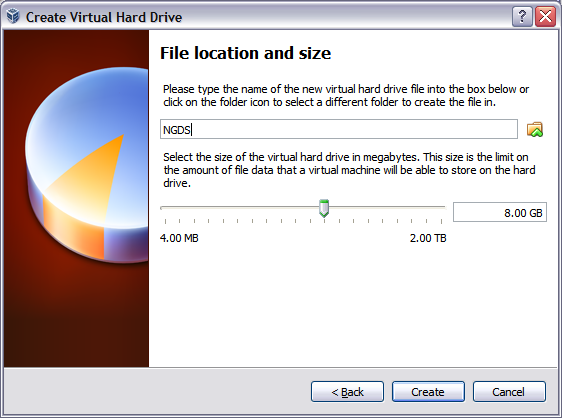 Create Virtual Hard Drive
File location and size
Please type the name of the new virtual hard drive file into the box below or
click on the folder icon to select a different folder to create the file in.
NGDS
Select the size of the virtual hard drive in megabytes. This size is the limit on
the amount of file data that a virtual machine will be able to store on the hard
drive.
8.00 GB
4.00 MB 2.00 TB
< Back Create Cancel